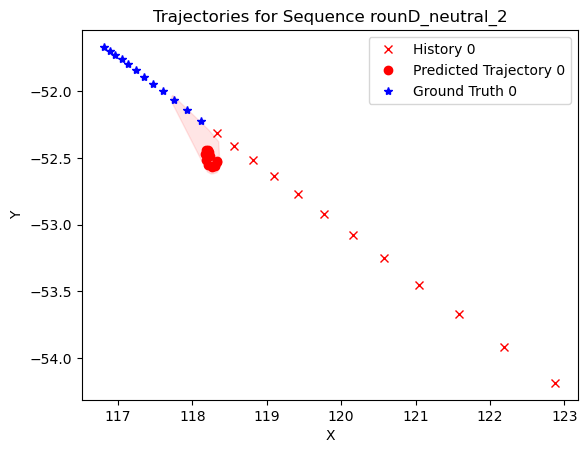 Trajectories for Sequence rounD_neutral_2
History 0
Predicted Trajectory 0
Ground Truth 0
Y
−52.0
−52.5
−53.0
−53.5
−54.0
117 118 119 120 121 122 123
X